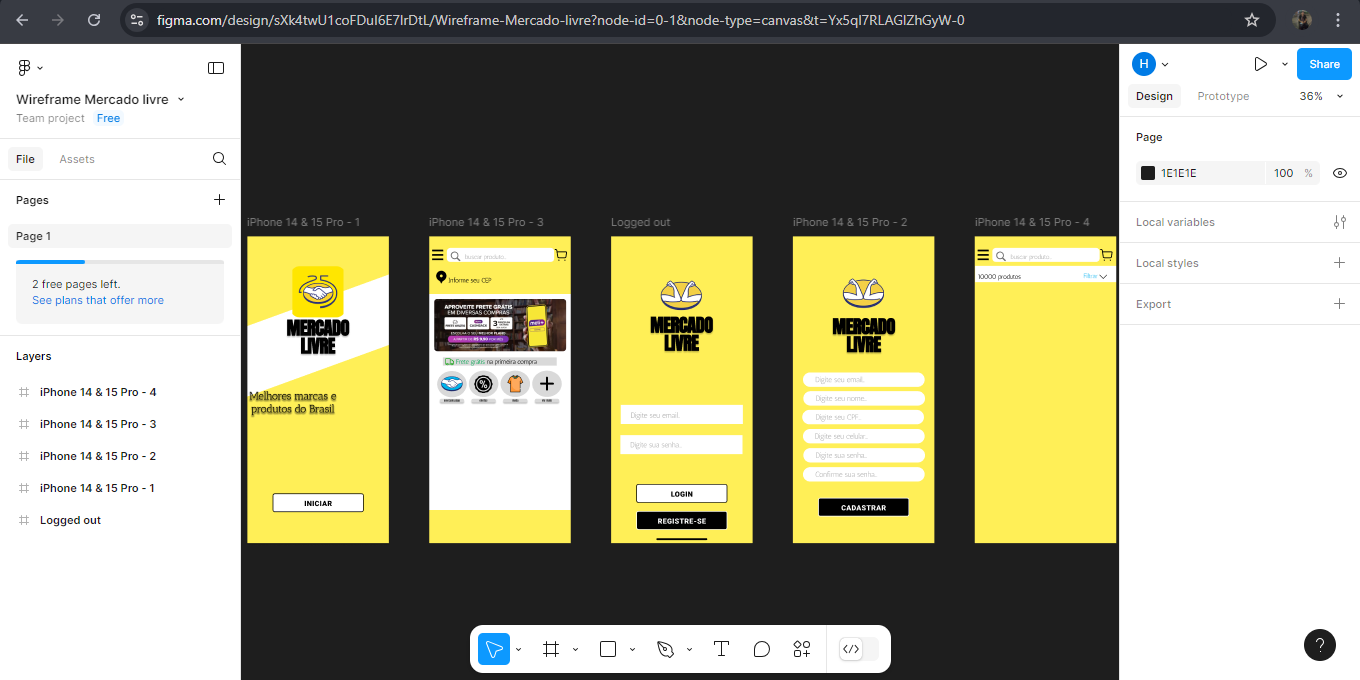 figma.com/design/sXk4twU1coFDuI6E7IrDtL/Wireframe-Mercado-livre?node-id=0-1&node-type=canvas&t=Yx5qI7RLAGlZhGyW-0
Wireframe Mercado livre
Team project Free
File Assets
Pages
Page 1
2 free pages left.
See plans that offer more
Layers
iPhone 14 & 15 Pro - 4
iPhone 14 & 15 Pro - 3
iPhone 14 & 15 Pro - 2
iPhone 14 & 15 Pro - 1
Logged out
iPhone 14 & 15 Pro - 1
25
MERCADO
LIVRE
Melhores marcas e
produtos do Brasil
INICIAR
iPhone 14 & 15 Pro - 3
buscar produto..
Informe seu CEP
APROVEITE FRETE GRÁTIS
EM DIVERSAS COMPRAS
Frete grátis na primeira compra
Logged out
MERCADO
LIVRE
Digite seu email.
Digite sua senha..
LOGIN
REGISTRE-SE
iPhone 14 & 15 Pro - 2
MERCADO
LIVRE
Digite seu email.
Digite seu nome..
Digite seu CPF.
Digite seu celular..
Digite sua senha.
Confirme sua senha.
CADASTRAR
iPhone 14 & 15 Pro - 4
buscar produto..
10000 produtos
Filtrar
H
Share
Design Prototype 36%
Page
1E1E1E 100 %
Local variables
Local styles
Export
?